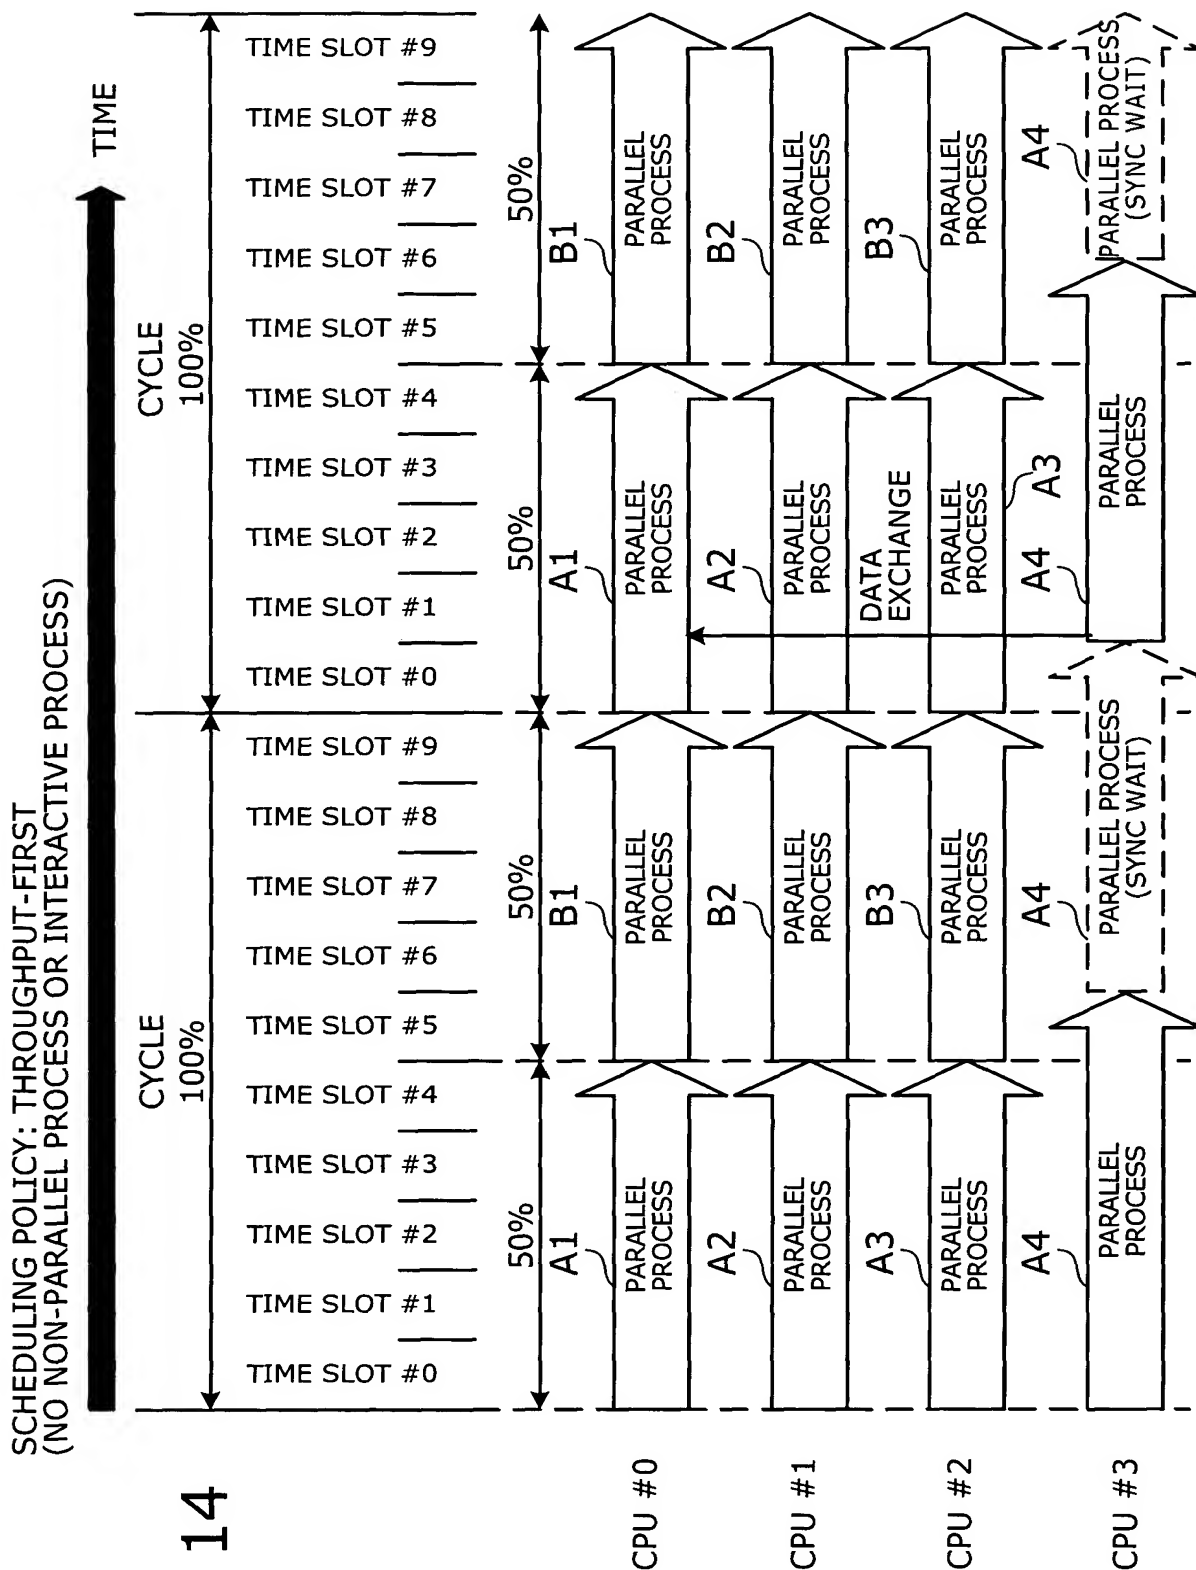 SCHEDULING POLICY: THROUGHPUT-FIRST
(NO NON-PARALLEL PROCESS OR INTERACTIVE PROCESS)
TIME
14
CYCLE
100%
CYCLE
100%
TIME SLOT #0
TIME SLOT #1
TIME SLOT #2
TIME SLOT #3
TIME SLOT #4
TIME SLOT #5
TIME SLOT #6
TIME SLOT #7
TIME SLOT #8
TIME SLOT #9
TIME SLOT #0
TIME SLOT #1
TIME SLOT #2
TIME SLOT #3
TIME SLOT #4
TIME SLOT #5
TIME SLOT #6
TIME SLOT #7
TIME SLOT #8
TIME SLOT #9
50%
50%
50%
50%
A1
B1
A1
B1
CPU #0
PARALLEL
PROCESS
PARALLEL
PROCESS
PARALLEL
PROCESS
PARALLEL
PROCESS
A2
B2
A2
B2
CPU #1
PARALLEL
PROCESS
PARALLEL
PROCESS
PARALLEL
PROCESS
PARALLEL
PROCESS
DATA
EXCHANGE
A3
B3
B3
CPU #2
PARALLEL
PROCESS
PARALLEL
PROCESS
PARALLEL
PROCESS
PARALLEL
PROCESS
A3
A4
A4
A4
A4
CPU #3
PARALLEL
PROCESS
PARALLEL PROCESS
(SYNC WAIT)
PARALLEL
PROCESS
PARALLEL PROCESS
(SYNC WAIT)